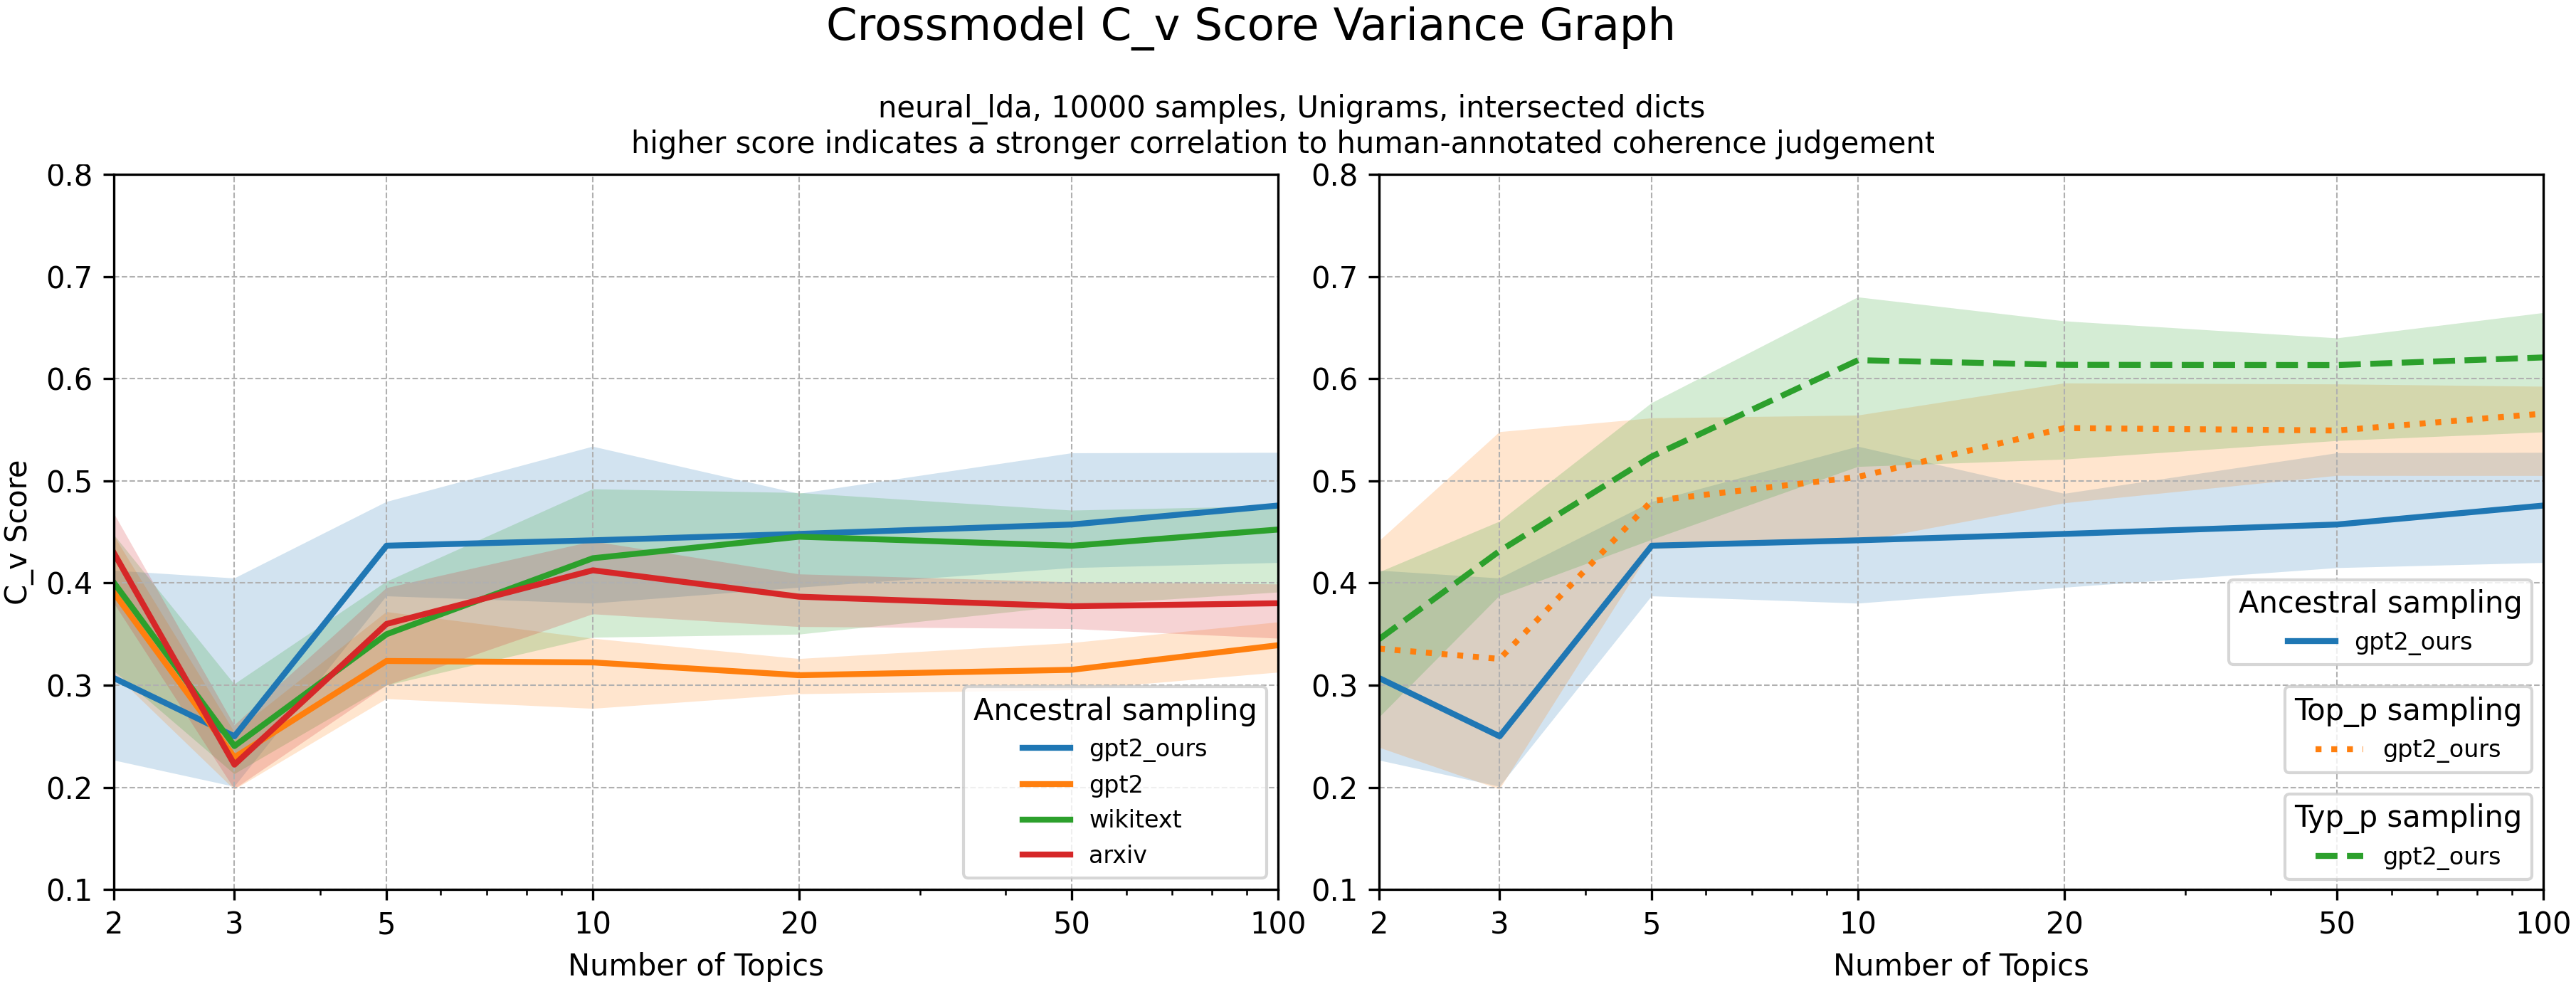 Crossmodel C_v Score Variance Graph
neural_lda, 10000 samples, Unigrams, intersected dicts
higher score indicates a stronger correlation to human-annotated coherence judgement
C_v Score
0.8
0.7
0.6
0.5
0.4
0.3
0.2
0.1
2 3 5 10 20 50 100
Number of Topics
Ancestral sampling
gpt2_ours
gpt2
wikitext
arxiv
0.8
0.7
0.6
0.5
0.4
0.3
0.2
0.1
2 3 5 10 20 50 100
Number of Topics
Ancestral sampling
gpt2_ours
Top_p sampling
gpt2_ours
Typ_p sampling
gpt2_ours